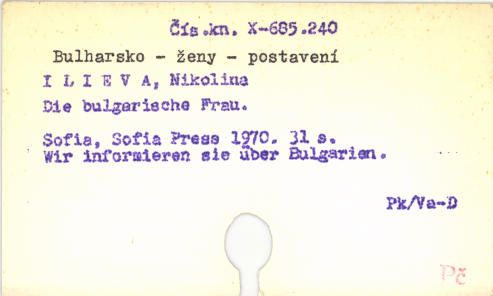 Čís.kn. X-685.240
Bulharsko - ženy - postavení
I L I E V A, Nikolina
Die bulgarische Frau.
Sofia, Sofia Press 1970. 31 s.
Wir informieren sie über Bulgarien.
Pk/Va-D
Pč